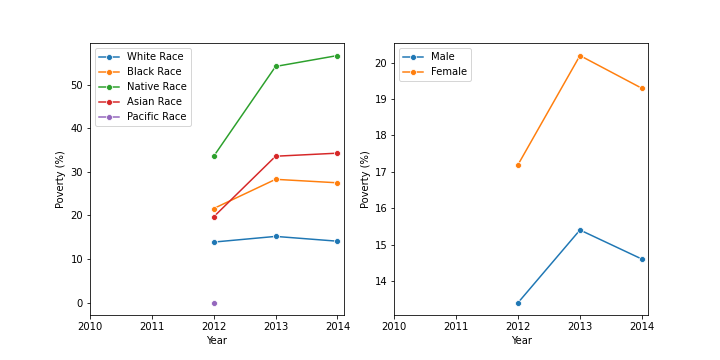 White Race
Black Race
Native Race
Asian Race
Pacific Race
50
40
30
20
10
0
Poverty (%)
2010 2011 2012 2013 2014
Year
Male
Female
20
19
18
17
16
15
14
Poverty (%)
2010 2011 2012 2013 2014
Year